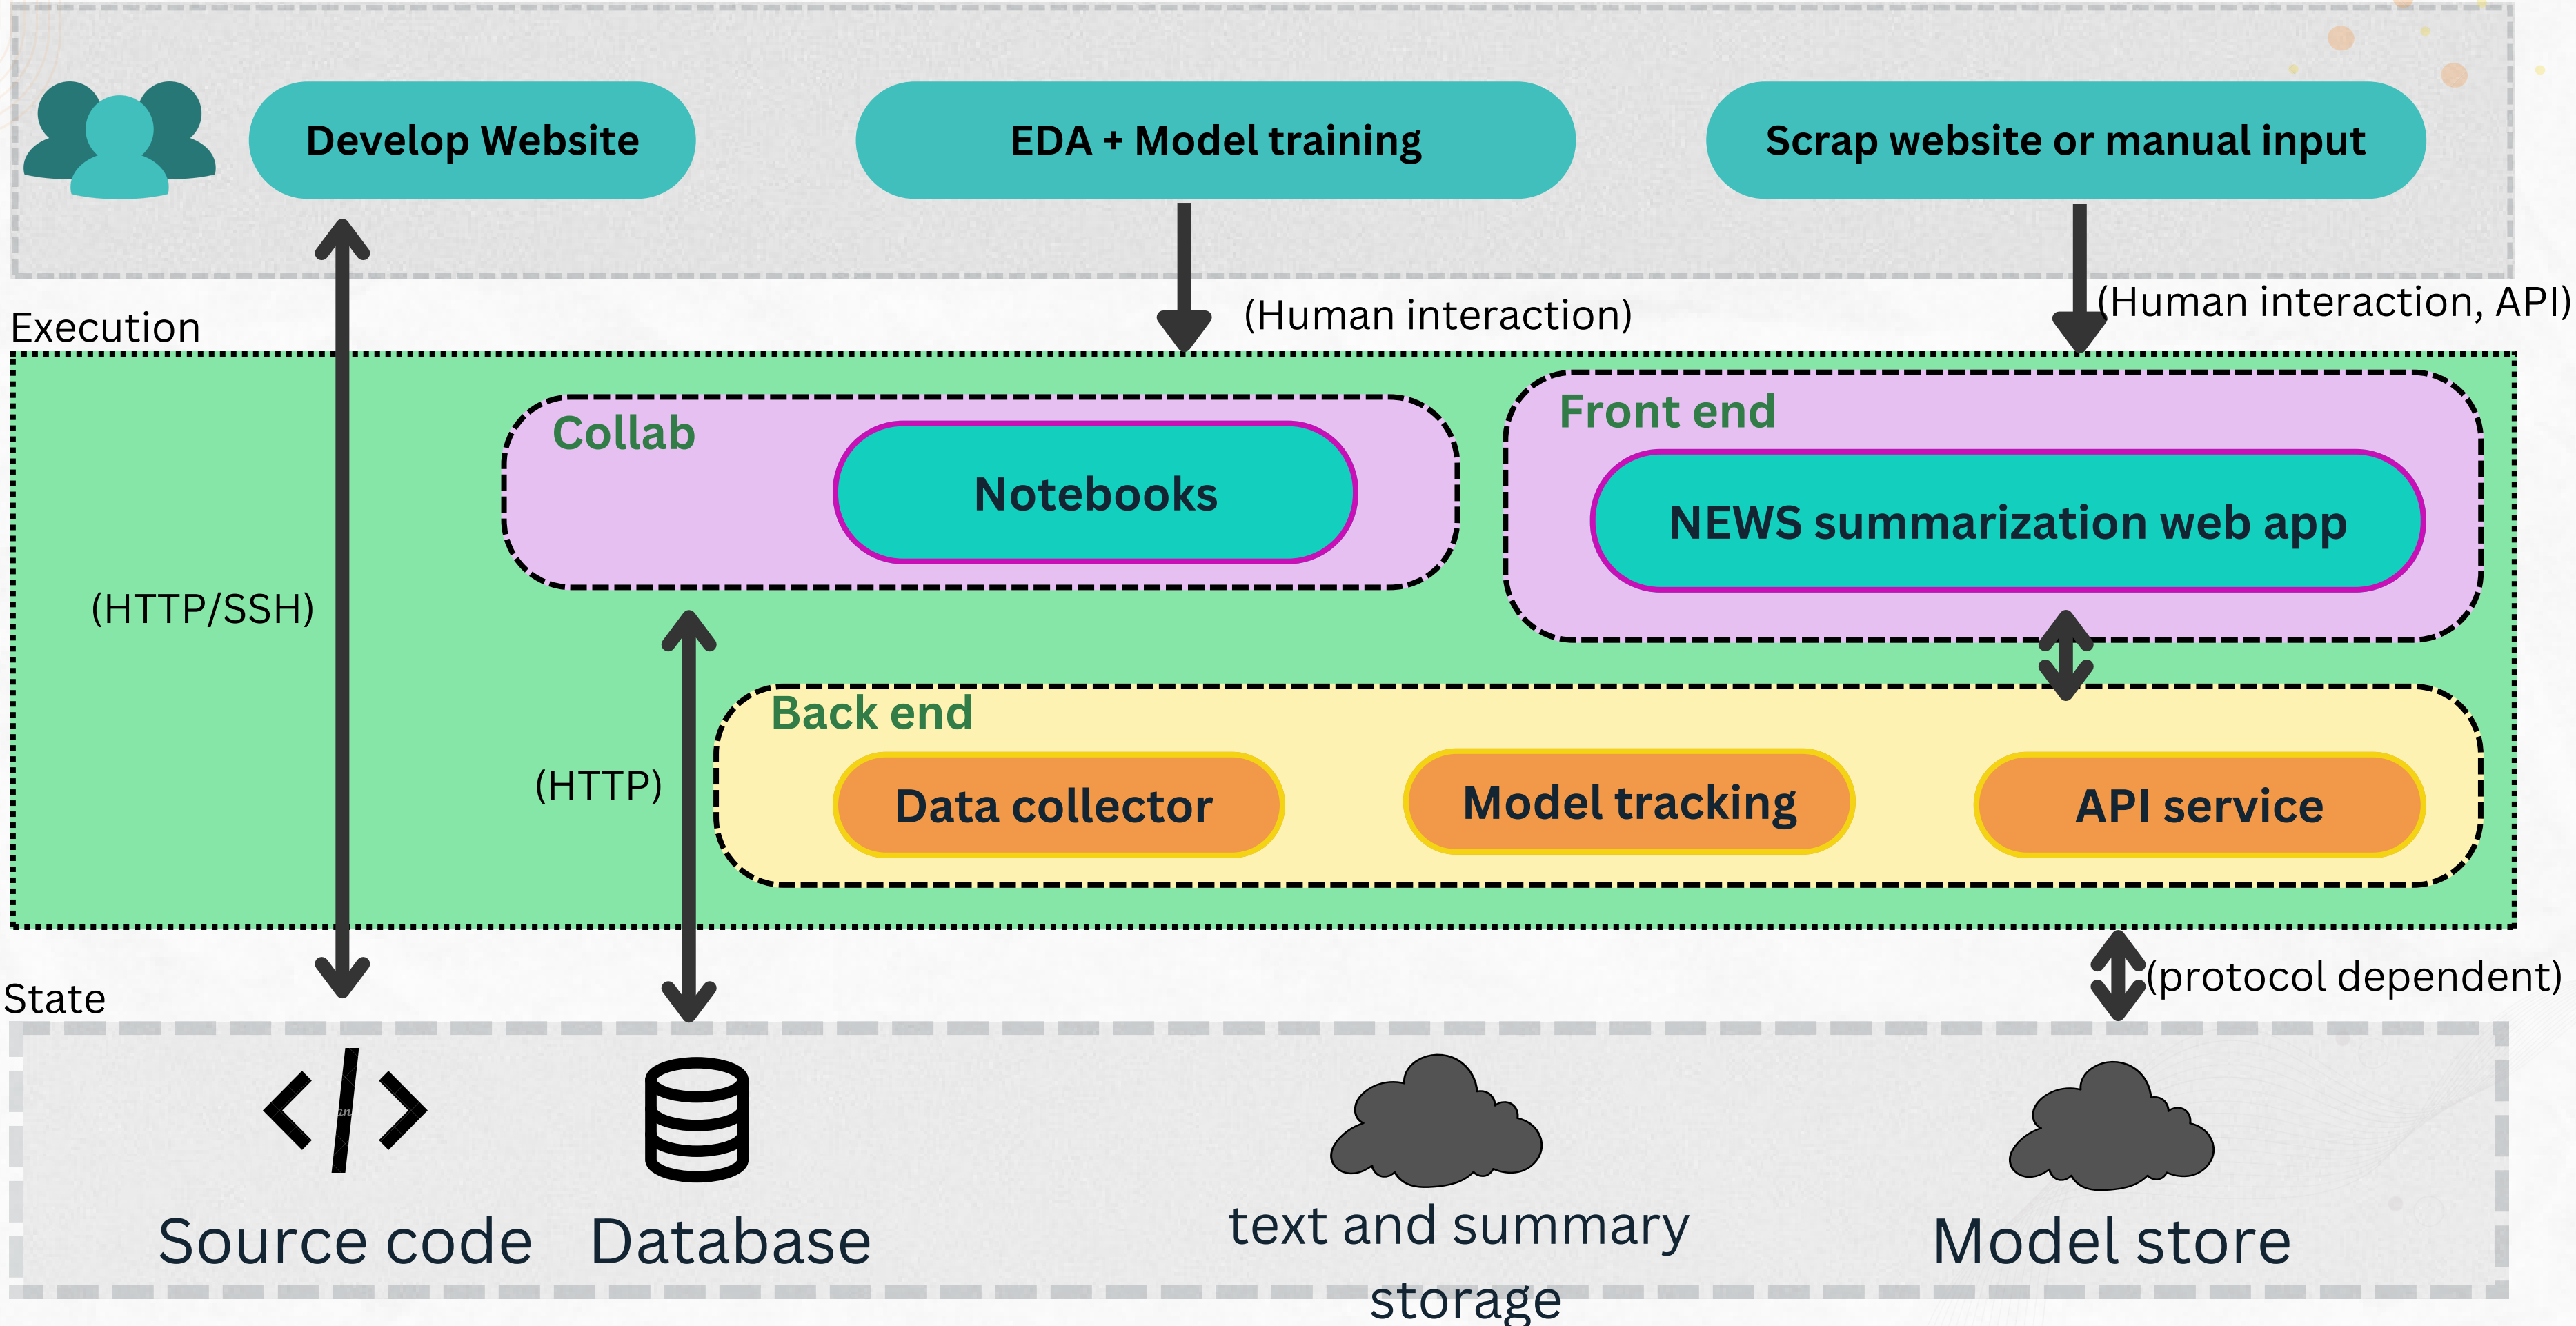 Develop Website
EDA + Model training
Scrap website or manual input
(Human interaction)
(Human interaction, API)
Execution
Collab
Notebooks
Front end
NEWS summarization web app
(HTTP/SSH)
(HTTP)
Back end
Data collector
Model tracking
API service
(protocol dependent)
State
Source code
Database
text and summary
storage
Model store